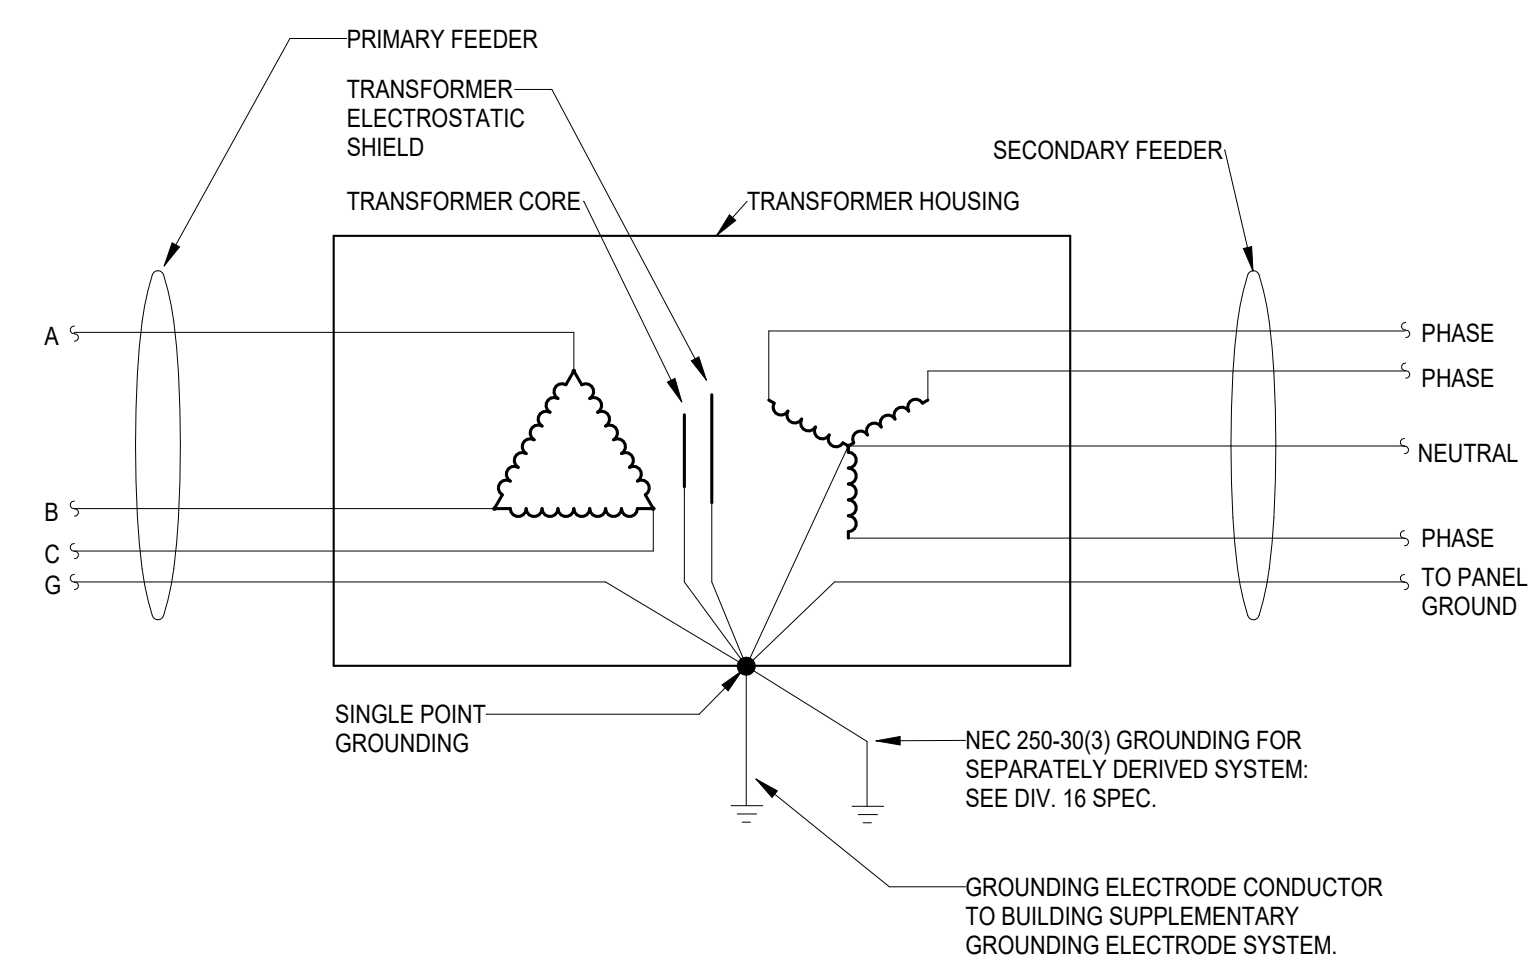 PRIMARY FEEDER
TRANSFORMER
ELECTROSTATIC
SHIELD
SECONDARY FEEDER
TRANSFORMER CORE
TRANSFORMER HOUSING
A
B
C
G
PHASE
PHASE
NEUTRAL
PHASE
TO PANEL
GROUND
SINGLE POINT
GROUNDING
NEC 250-30(3) GROUNDING FOR
SEPARATELY DERIVED SYSTEM:
SEE DIV. 16 SPEC.
GROUNDING ELECTRODE CONDUCTOR
TO BUILDING SUPPLEMENTARY
GROUNDING ELECTRODE SYSTEM.